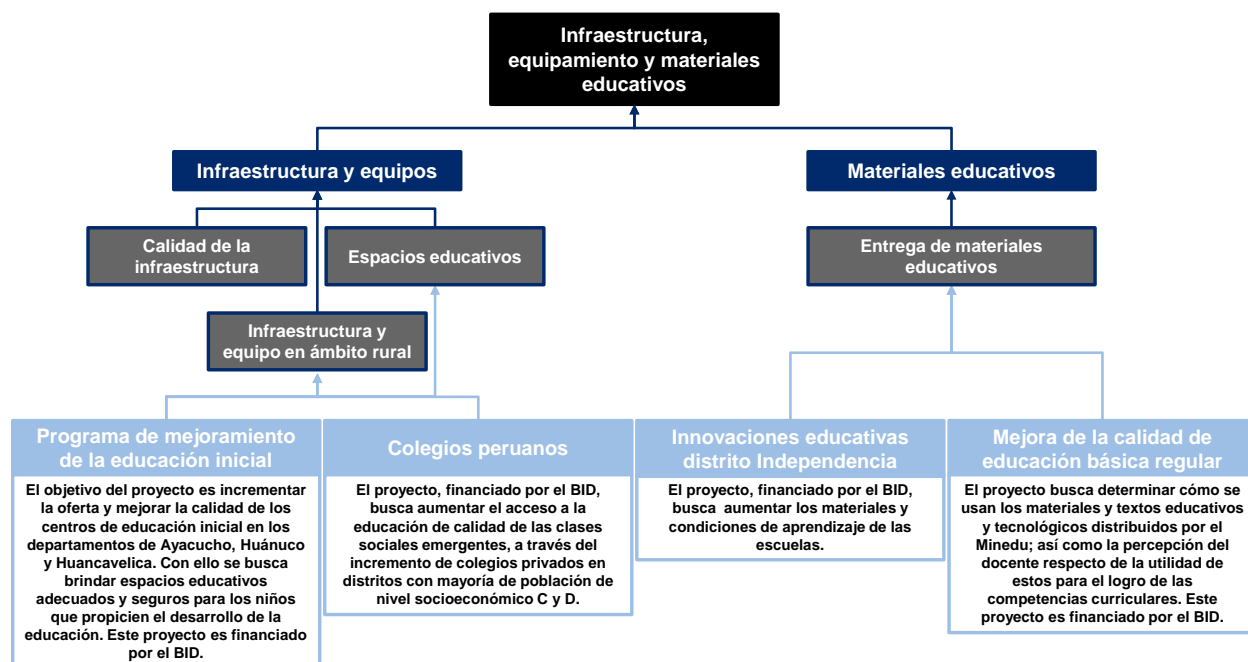 Infraestructura,
equipamiento y materiales
educativos
Infraestructura y equipos
Materiales educativos
Calidad de la
infraestructura
Espacios educativos
Entrega de materiales
educativos
Infraestructura y
equipo en ámbito rural
Programa de mejoramiento
de la educación inicial
El objetivo del proyecto es incrementar
la oferta y mejorar la calidad de los
centros de educación inicial en los
departamentos de Ayacucho, Huánuco
y Huancavelica. Con ello se busca
brindar espacios educativos
adecuados y seguros para los niños
que propicien el desarrollo de la
educación. Este proyecto es financiado
por el BID.
Colegios peruanos
El proyecto, financiado por el BID,
busca aumentar el acceso a la
educación de calidad de las clases
sociales emergentes, a través del
incremento de colegios privados en
distritos con mayoría de población de
nivel socioeconómico C y D.
Innovaciones educativas
distrito Independencia
El proyecto, financiado por el BID,
busca aumentar los materiales y
condiciones de aprendizaje de las
escuelas.
Mejora de la calidad de
educación básica regular
El proyecto busca determinar cómo se
usan los materiales y textos educativos
y tecnológicos distribuidos por el
Minedu; así como la percepción del
docente respecto de la utilidad de
estos para el logro de las
competencias curriculares. Este
proyecto es financiado por el BID.